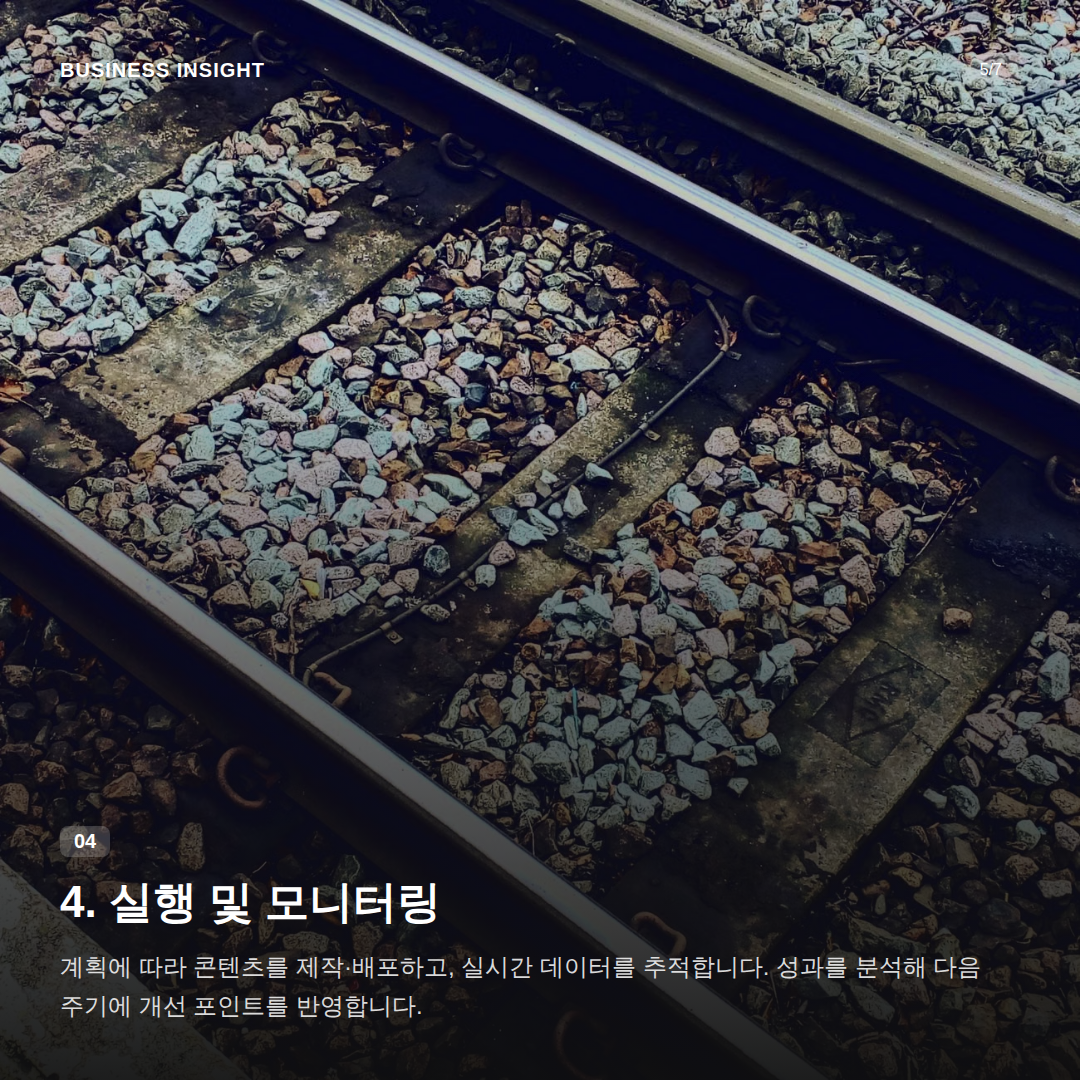 BUSINESS INSIGHT
5/7
04
4. 실행 및 모니터링
계획에 따라 콘텐츠를 제작·배포하고, 실시간 데이터를 추적합니다. 성과를 분석해 다음
주기에 개선 포인트를 반영합니다.